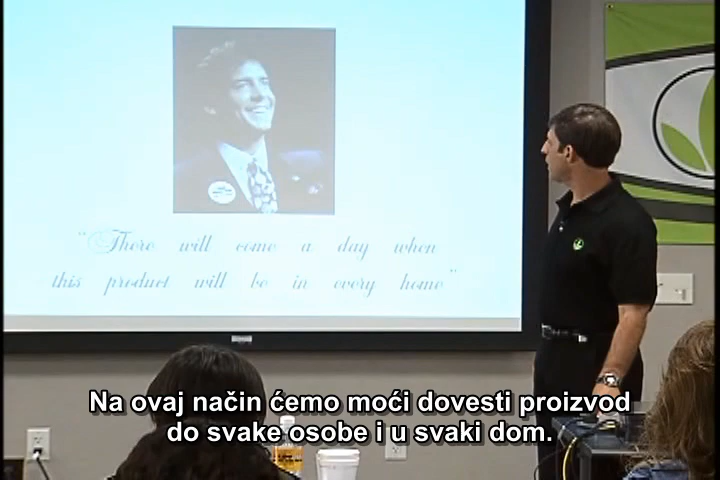 “There will come a day when
this product will be in every home”
Na ovaj način ćemo moći dovesti proizvod
do svake osobe i u svaki dom.